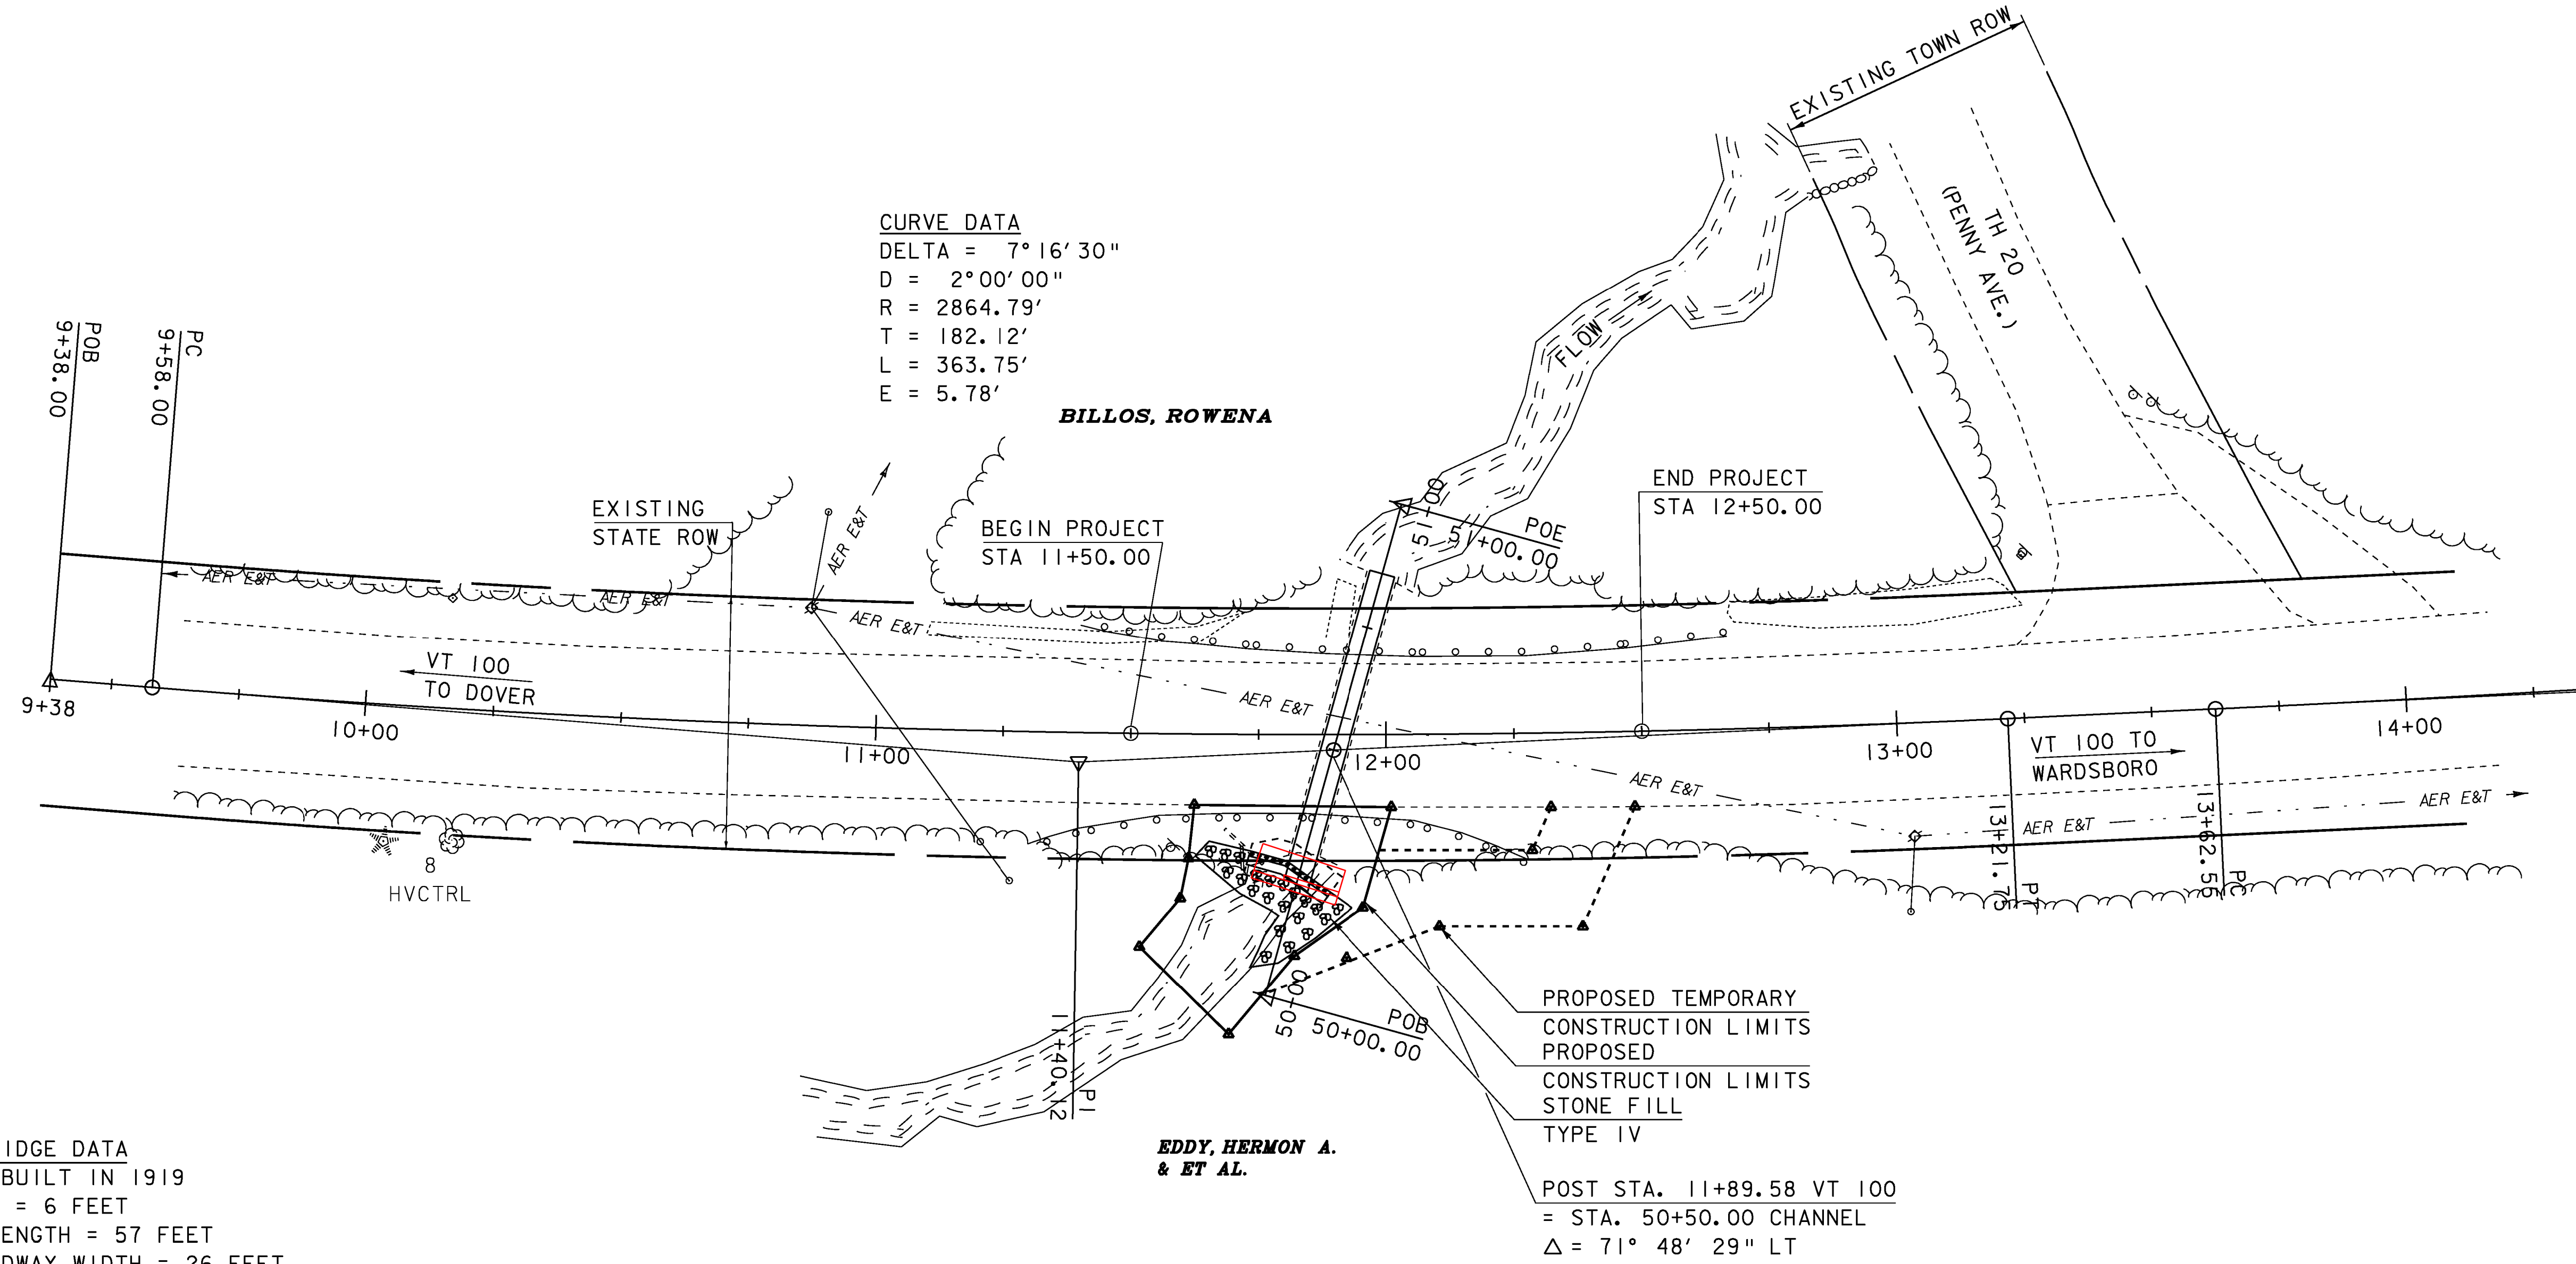 EXISTING TOWN ROW
TH 20
(PENNY AVE.)
CURVE DATA
DELTA = 7°16'30"
D = 2°00'00"
R = 2864.79'
T = 182.12'
L = 363.75'
E = 5.78'
BILLOS, ROWENA
FLOW
POB
9+38.00
PC
9+58.00
EXISTING
STATE ROW
AER E&T
BEGIN PROJECT
STA 11+50.00
51+00
POE
51+00.00
END PROJECT
STA 12+50.00
AER E&T
AER E&T
AER E&T
VT 100
TO DOVER
AER E&T
9+38
10+00
11+00
12+00
13+00
14+00
VT 100 TO
WARDSBORO
AER E&T
AER E&T
AER E&T
13+21.75
PT
13+62.55
PC
8
HVCTRL
50+00
POB
50+00.00
11+40.12
PI
PROPOSED TEMPORARY
CONSTRUCTION LIMITS
PROPOSED
CONSTRUCTION LIMITS
STONE FILL
TYPE IV
EDDY, HERMON A.
& ET AL.
POST STA. 11+89.58 VT 100
= STA. 50+50.00 CHANNEL
Δ = 71° 48' 29" LT
IDGE DATA
BUILT IN 1919
= 6 FEET
ENGTH = 57 FEET
DWAY WIDTH = 26 FEET